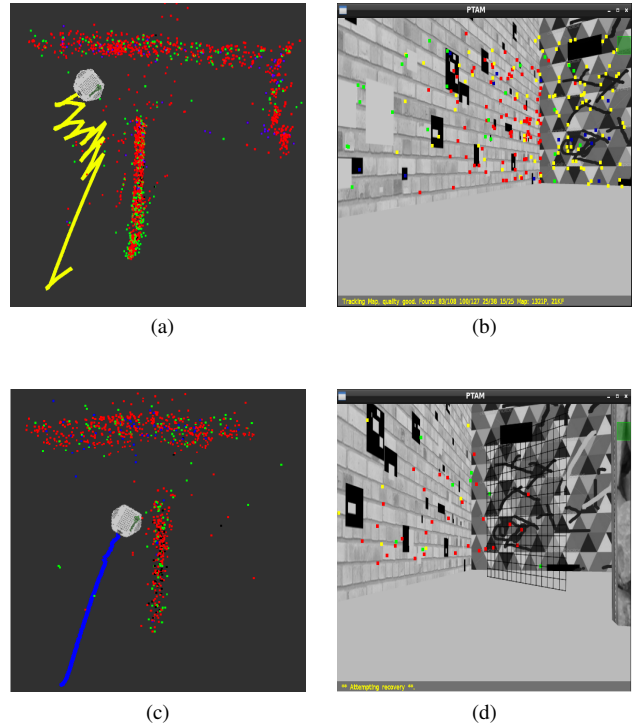 PTAM
Tracking Map, quality good. Found: 83/108 100/127 25/38 15/25 Map: 1321P, 21KF
(a)
(b)
PTAM
** Attempting recovery **.
(c)
(d)